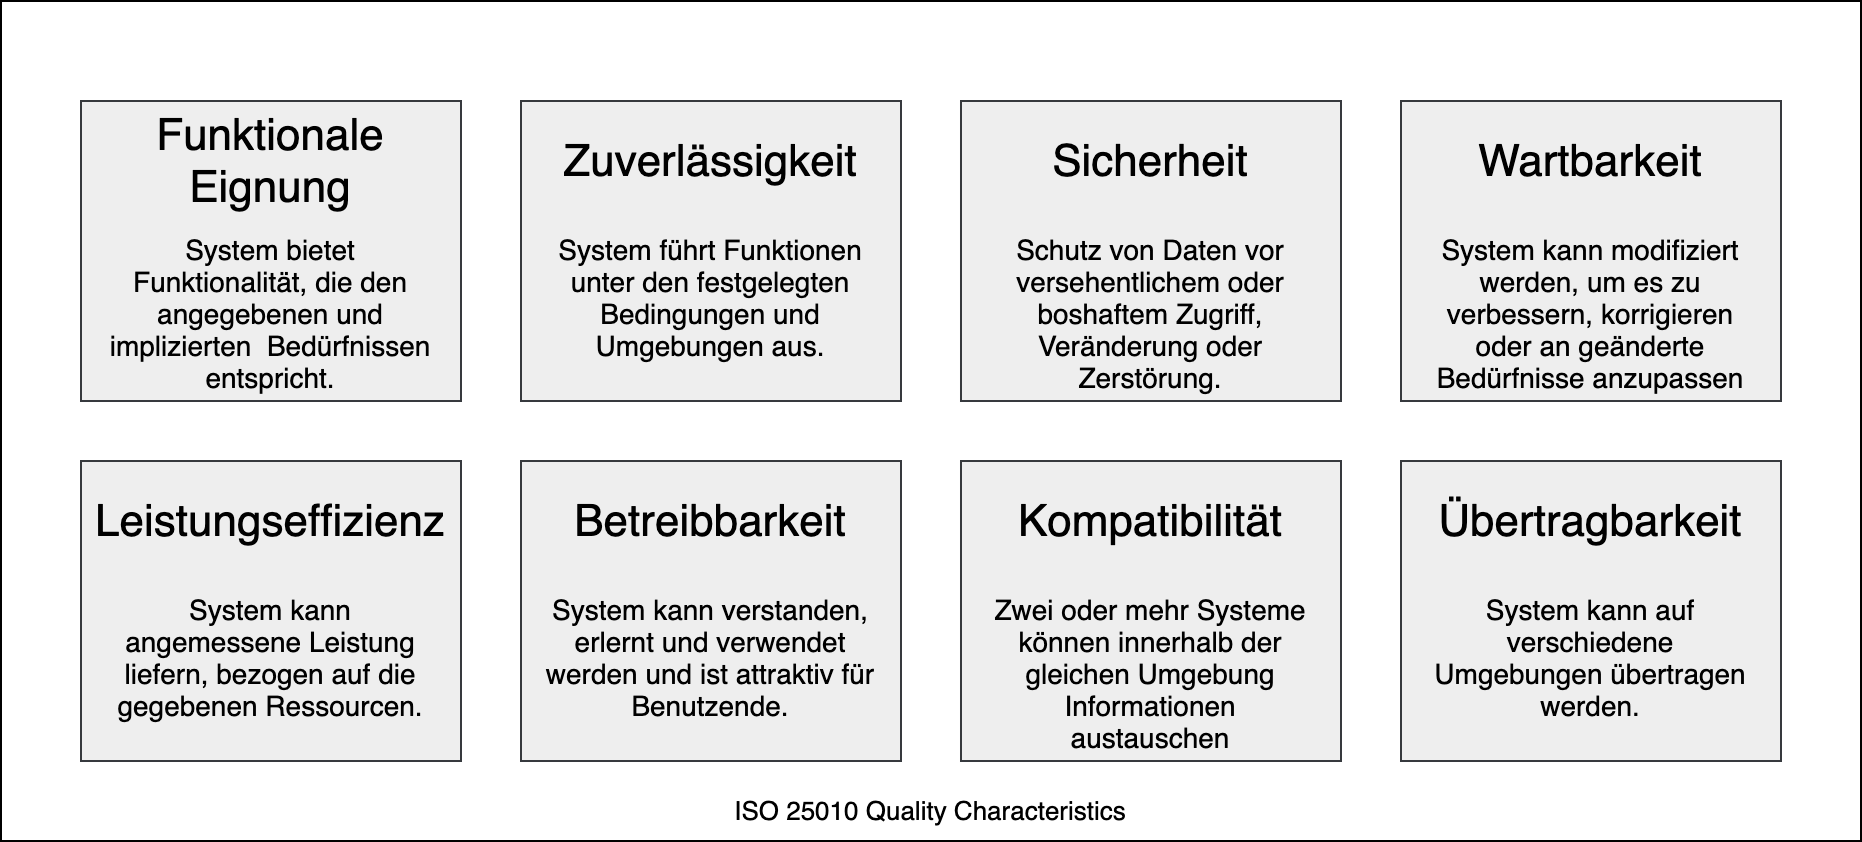 Funktionale
Eignung
System bietet
Funktionalität, die den
angegebenen und
implizierten  Bedürfnissen
entspricht.
Zuverlässigkeit
System führt Funktionen
unter den festgelegten
Bedingungen und
Umgebungen aus.
Sicherheit
Schutz von Daten vor
versehentlichem oder
boshaftem Zugriff,
Veränderung oder
Zerstörung.
Wartbarkeit
System kann modifiziert
werden, um es zu
verbessern, korrigieren
oder an geänderte
Bedürfnisse anzupassen
Leistungseffizienz
System kann
angemessene Leistung
liefern, bezogen auf die
gegebenen Ressourcen.
Betreibbarkeit
System kann verstanden,
erlernt und verwendet
werden und ist attraktiv für
Benutzende.
Kompatibilität
Zwei oder mehr Systeme
können innerhalb der
gleichen Umgebung
Informationen
austauschen
Übertragbarkeit
System kann auf
verschiedene
Umgebungen übertragen
werden.
ISO 25010 Quality Characteristics